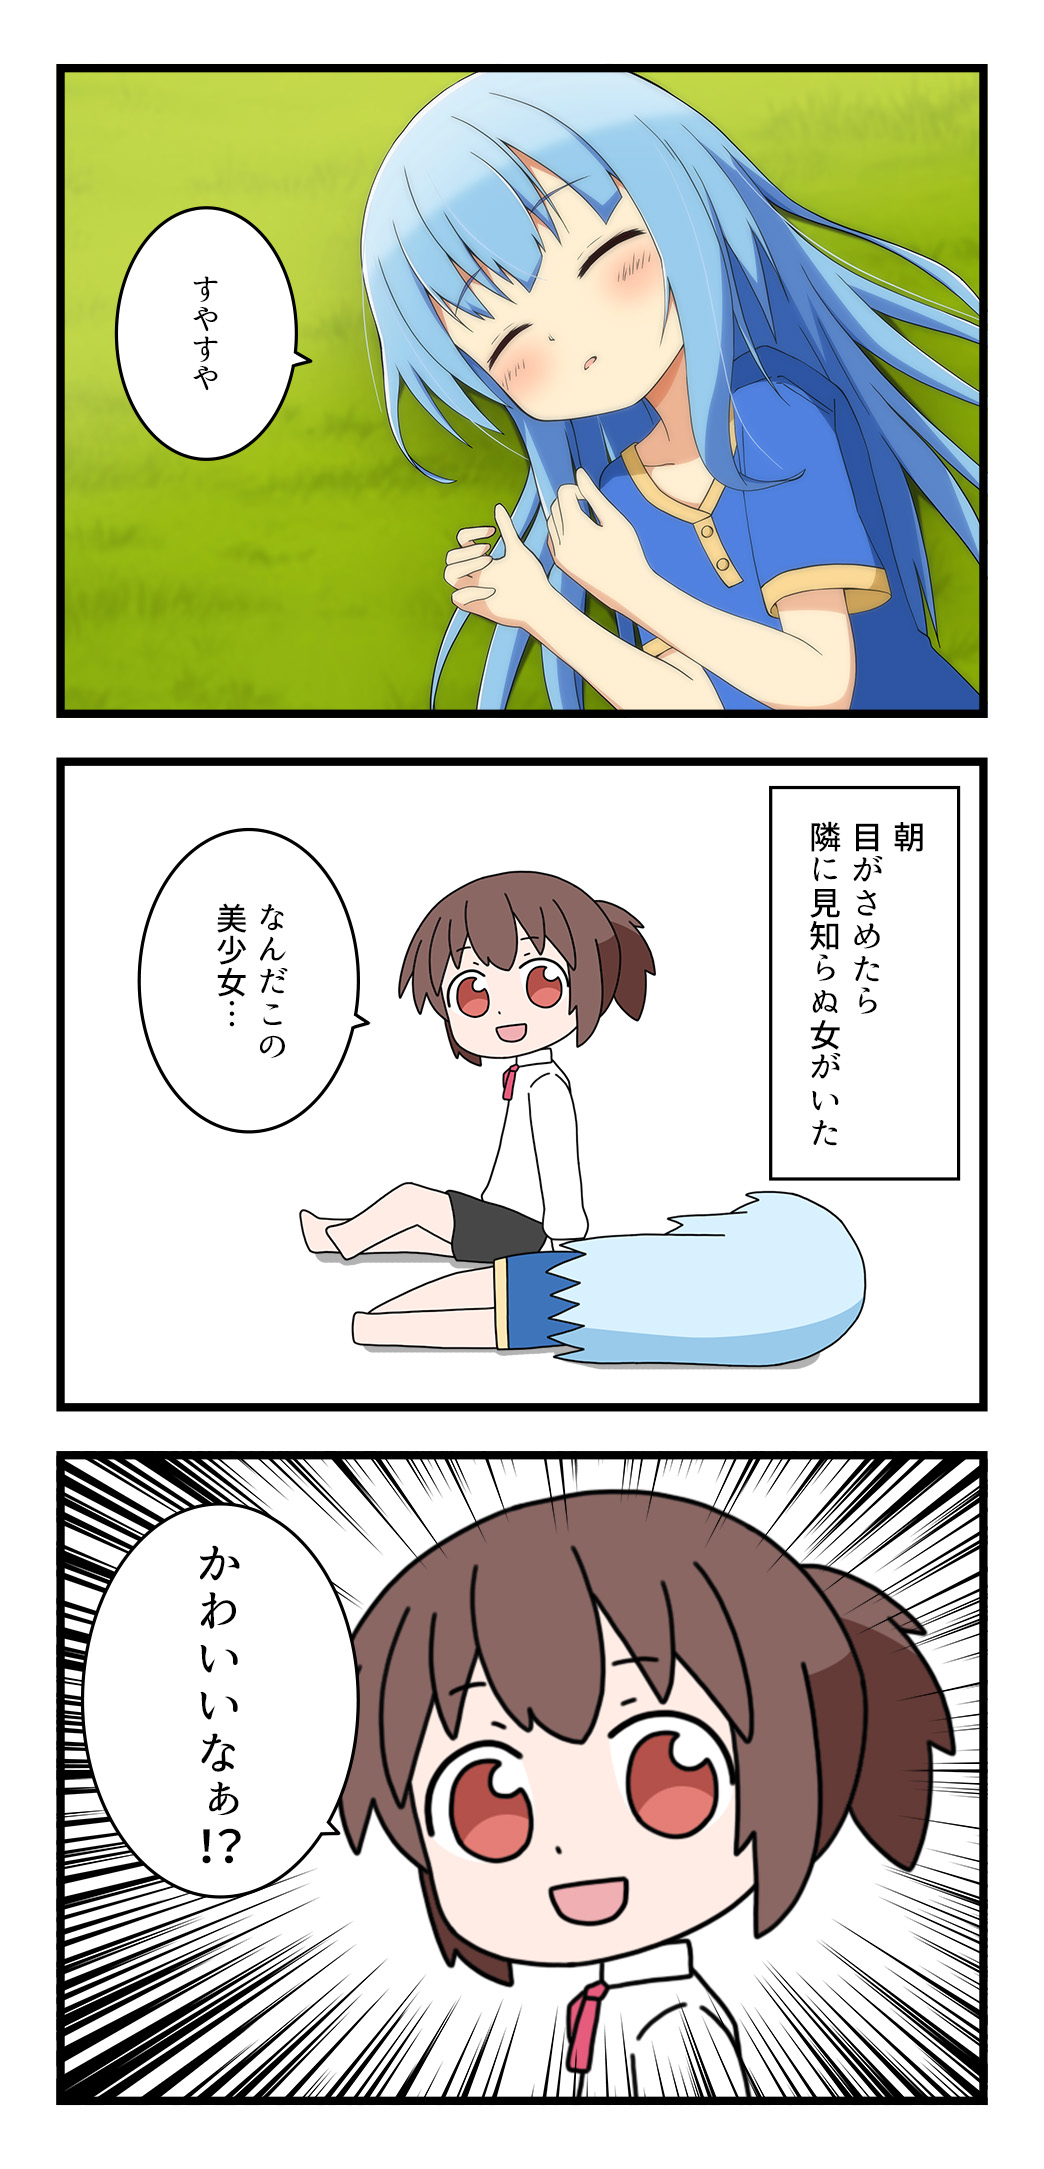 すやすや
朝
目がさめたら
隣に見知らぬ女がいた
なんだこの
美少女…
かわいいなぁ
!?